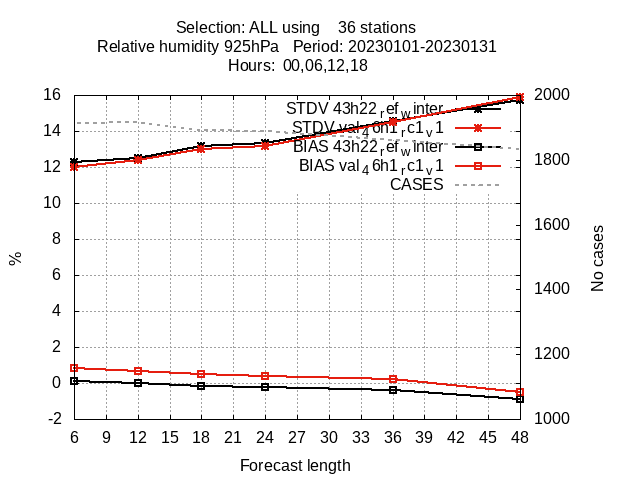 Selection: ALL using 36 stations
Relative humidity 925hPa Period: 20230101-20230131
Hours: 00,06,12,18
16
14
12
10
8
6
4
2
0
-2
%
STDV 43h22_ref_winter
STDV val_46h1_rc1_v1
BIAS 43h22_ref_winter
BIAS val_46h1_rc1_v1
CASES
2000
1800
1600
1400
1200
1000
No cases
6 9 12 15 18 21 24 27 30 33 36 39 42 45 48
Forecast length